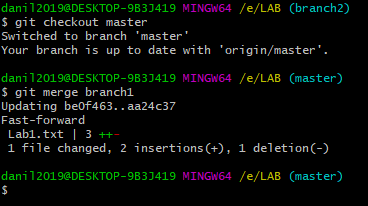 danil2019@DESKTOP-9B3J419 MINGW64 /e/LAB (branch2)
$ git checkout master
Switched to branch 'master'
Your branch is up to date with 'origin/master'.
danil2019@DESKTOP-9B3J419 MINGW64 /e/LAB (master)
$ git merge branch1
Updating be0f463..aa24c37
Fast-forward
 Lab1.txt | 3 ++-
 1 file changed, 2 insertions(+), 1 deletion(-)
danil2019@DESKTOP-9B3J419 MINGW64 /e/LAB (master)
$